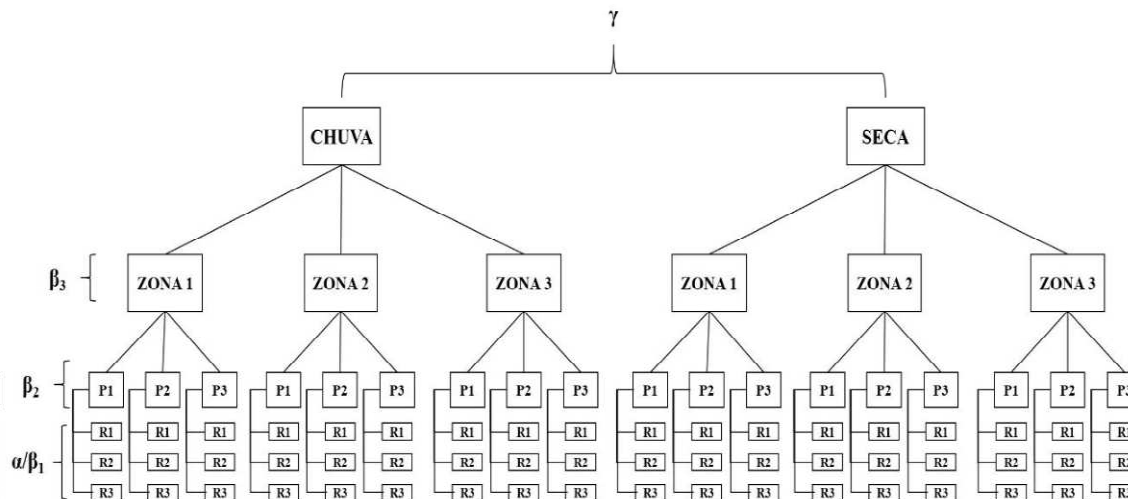 γ
CHUVA SECA
β3 ZONA 1 ZONA 2 ZONA 3 ZONA 1 ZONA 2 ZONA 3
β2 P1 P2 P3 P1 P2 P3 P1 P2 P3 P1 P2 P3 P1 P2 P3 P1 P2 P3
R1 R1 R1 R1 R1 R1 R1 R1 R1 R1 R1 R1 R1 R1 R1 R1 R1 R1
α/β1 R2 R2 R2 R2 R2 R2 R2 R2 R2 R2 R2 R2 R2 R2 R2 R2 R2 R2
R3 R3 R3 R3 R3 R3 R3 R3 R3 R3 R3 R3 R3 R3 R3 R3 R3 R3